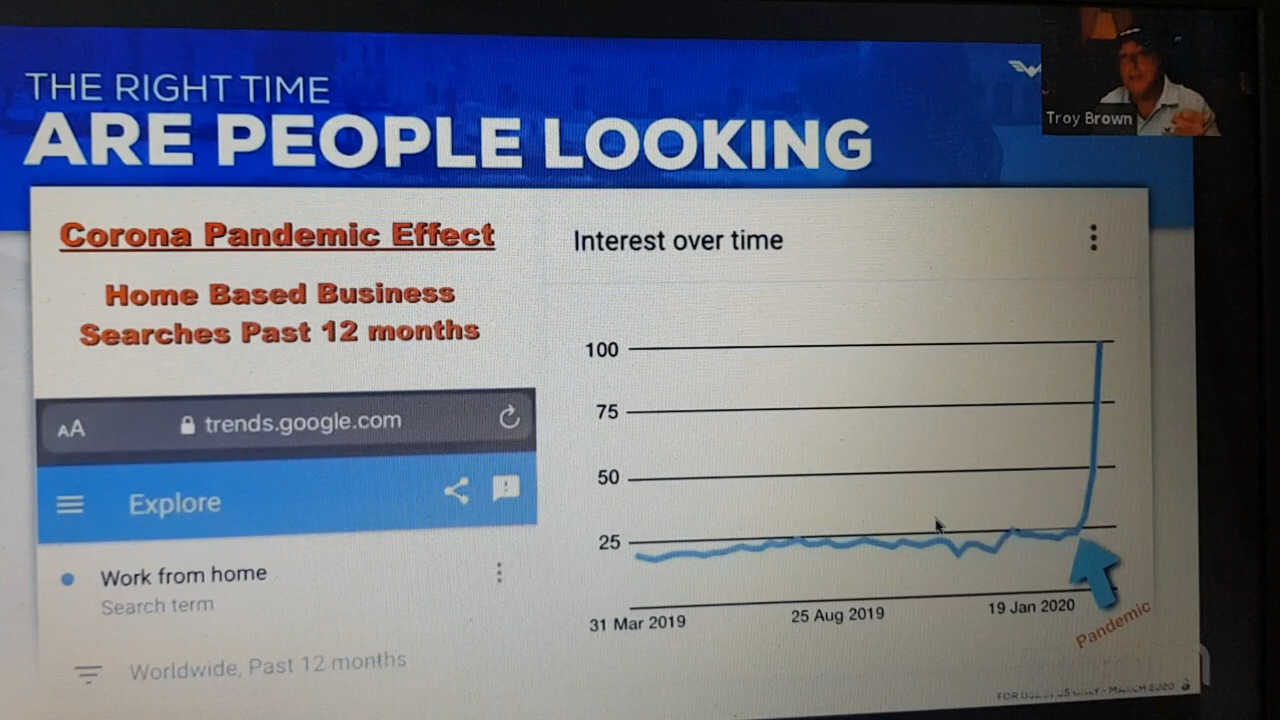 THE RIGHT TIME
ARE PEOPLE LOOKING
Troy Brown
Corona Pandemic Effect
Home Based Business
Searches Past 12 months
AA trends.google.com
Explore
Work from home
Search term
Worldwide, Past 12 months
Interest over time
100
75
50
25
31 Mar 2019
25 Aug 2019
19 Jan 2020
Pandemic
MARCH 2020